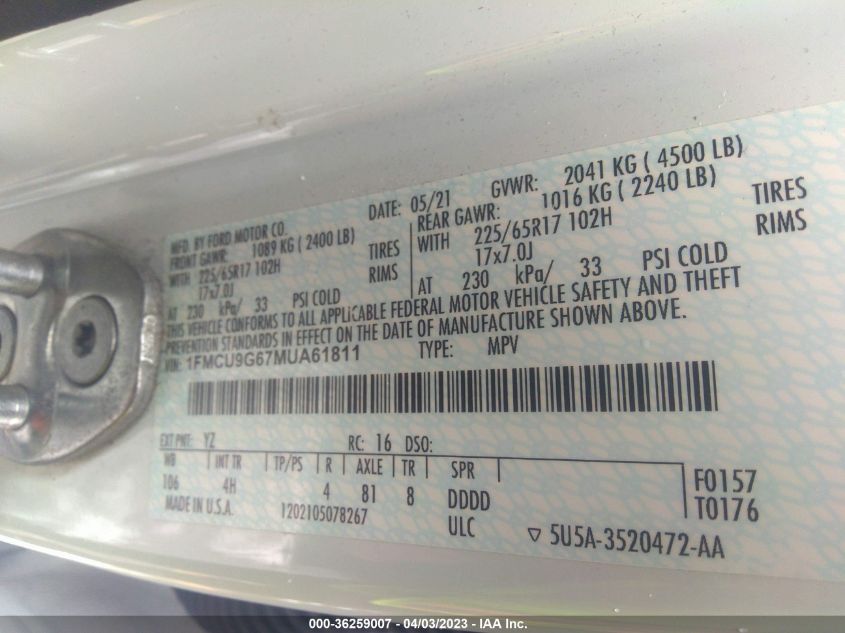 MFD. BY FORD MOTOR CO.
DATE: 05/21 GVWR: 2041 KG ( 4500 LB)
FRONT GAWR: 1089 KG ( 2400 LB)
REAR GAWR: 1016 KG ( 2240 LB)
WITH 225/65R17 102H TIRES
WITH 225/65R17 102H TIRES
17x7.0J RIMS
17x7.0J RIMS
AT 230 kPa/ 33 PSI COLD
AT 230 kPa/ 33 PSI COLD
THIS VEHICLE CONFORMS TO ALL APPLICABLE FEDERAL MOTOR VEHICLE SAFETY AND THEFT
PREVENTION STANDARDS IN EFFECT ON THE DATE OF MANUFACTURE SHOWN ABOVE.
VIN: 1FMCU9G67MUA61811 TYPE: MPV
EXT PNT: YZ RC: 16 DSO:
WB INT TR TP/PS R AXLE TR SPR
106 4H 4 81 8 DDDD F0157
MADE IN U.S.A. 1202105078267 ULC T0176
5U5A-3520472-AA
000-36259007 - 04/03/2023 - IAA Inc.